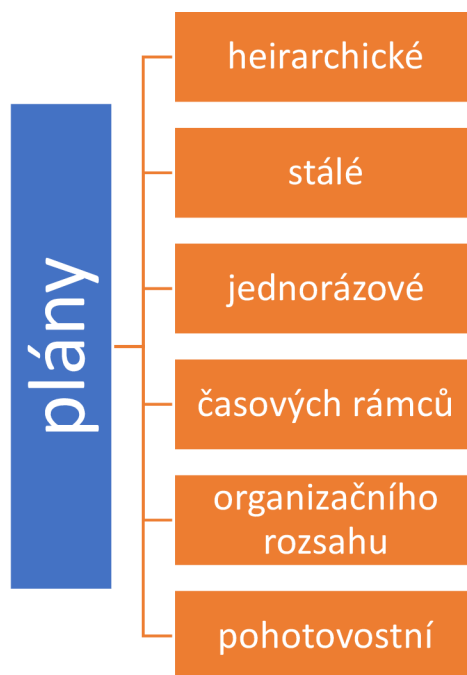 plány
heirarchické
stálé
jednorázové
časových rámců
organizačního
rozsahu
pohotovostní